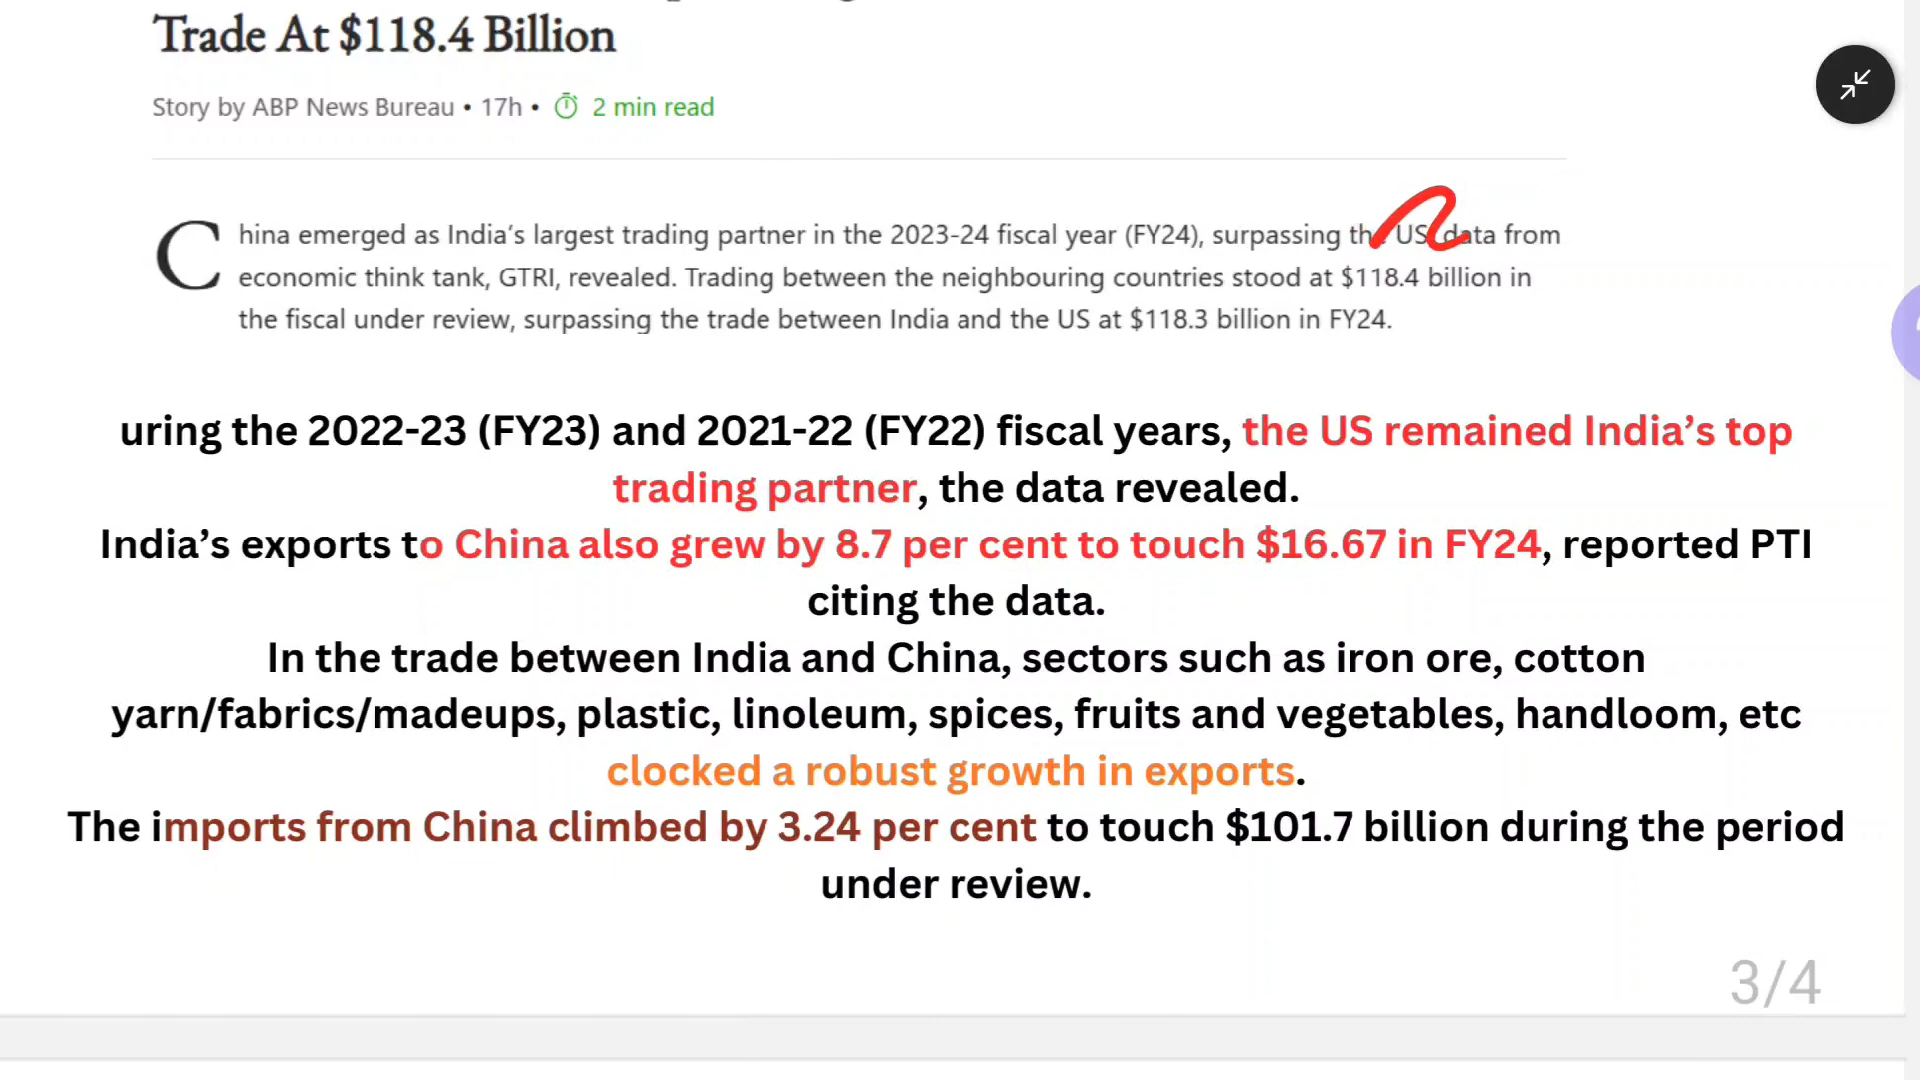 Trade At $118.4 Billion
Story by ABP News Bureau • 17h • 2 min read
China emerged as India's largest trading partner in the 2023-24 fiscal year (FY24), surpassing the US, data from
economic think tank, GTRI, revealed. Trading between the neighbouring countries stood at $118.4 billion in
the fiscal under review, surpassing the trade between India and the US at $118.3 billion in FY24.
uring the 2022-23 (FY23) and 2021-22 (FY22) fiscal years, the US remained India's top
trading partner, the data revealed.
India's exports to China also grew by 8.7 per cent to touch $16.67 in FY24, reported PTI
citing the data.
In the trade between India and China, sectors such as iron ore, cotton
yarn/fabrics/madeups, plastic, linoleum, spices, fruits and vegetables, handloom, etc
clocked a robust growth in exports.
The imports from China climbed by 3.24 per cent to touch $101.7 billion during the period
under review.
3/4